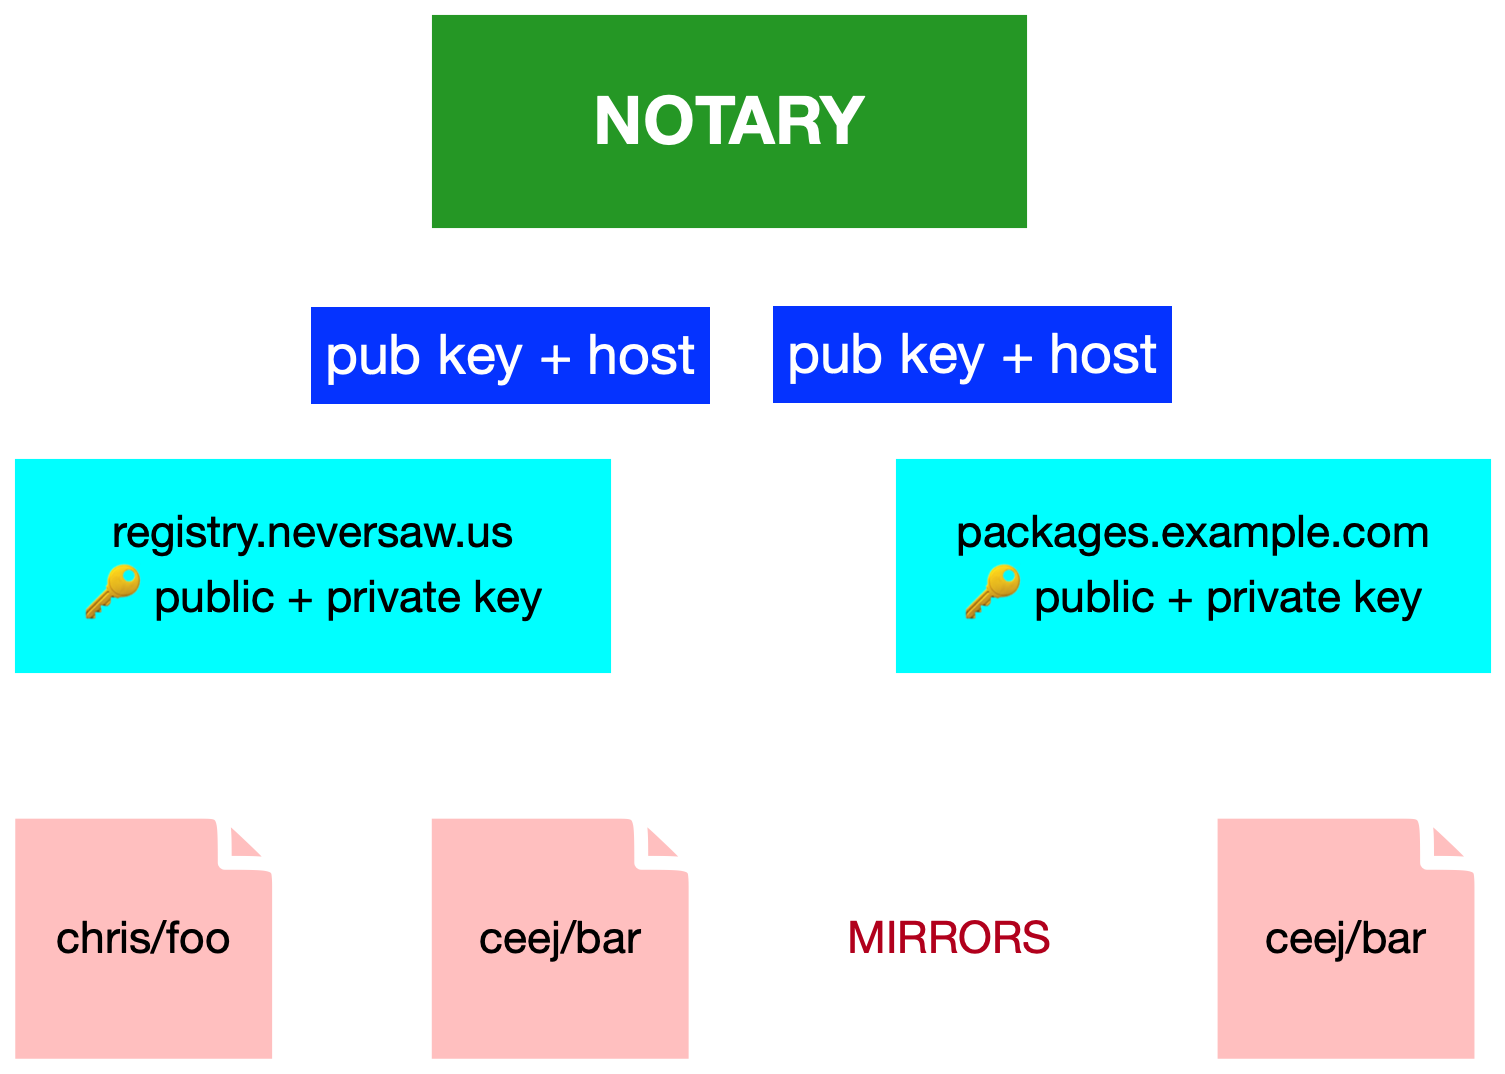 NOTARY
pub key + host
pub key + host
registry.neversaw.us
🔑 public + private key
packages.example.com
🔑 public + private key
chris/foo
ceej/bar
MIRRORS
ceej/bar